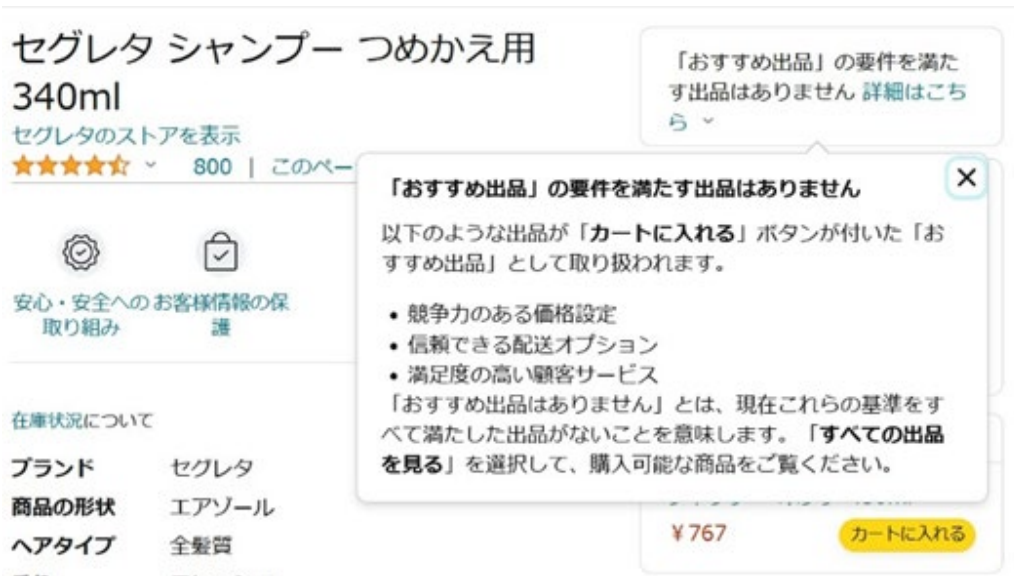 セグレタ シャンプー つめかえ用
340ml
セグレタのストアを表示
800 | このペー
安心・安全への
取り組み
お客様情報の保
護
在庫状況について
ブランド セグレタ
商品の形状 エアゾール
ヘアタイプ 全髪質
「おすすめ出品」の要件を満た
す出品はありません 詳細はこち
ら
「おすすめ出品」の要件を満たす出品はありません
以下のような出品が「カートに入れる」ボタンが付いた「お
すすめ出品」として取り扱われます。
• 競争力のある価格設定
• 信頼できる配送オプション
• 満足度の高い顧客サービス
「おすすめ出品はありません」とは、現在これらの基準をす
べて満たした出品がないことを意味します。「すべての出品
を見る」を選択して、購入可能な商品をご覧ください。
¥767
カートに入れる